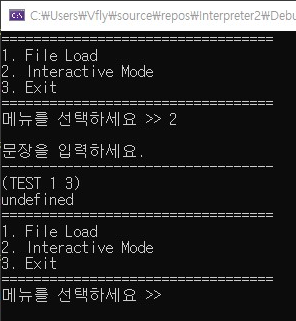 C:\Users\Vfly\source\repos\Interpreter2\Debu
==================================
1. File Load
2. Interactive Mode
3. Exit
==================================
메뉴를 선택하세요 >> 2
문장을 입력하세요.
----------------------------------
(TEST 1 3)
undefined
==================================
1. File Load
2. Interactive Mode
3. Exit
==================================
메뉴를 선택하세요 >>